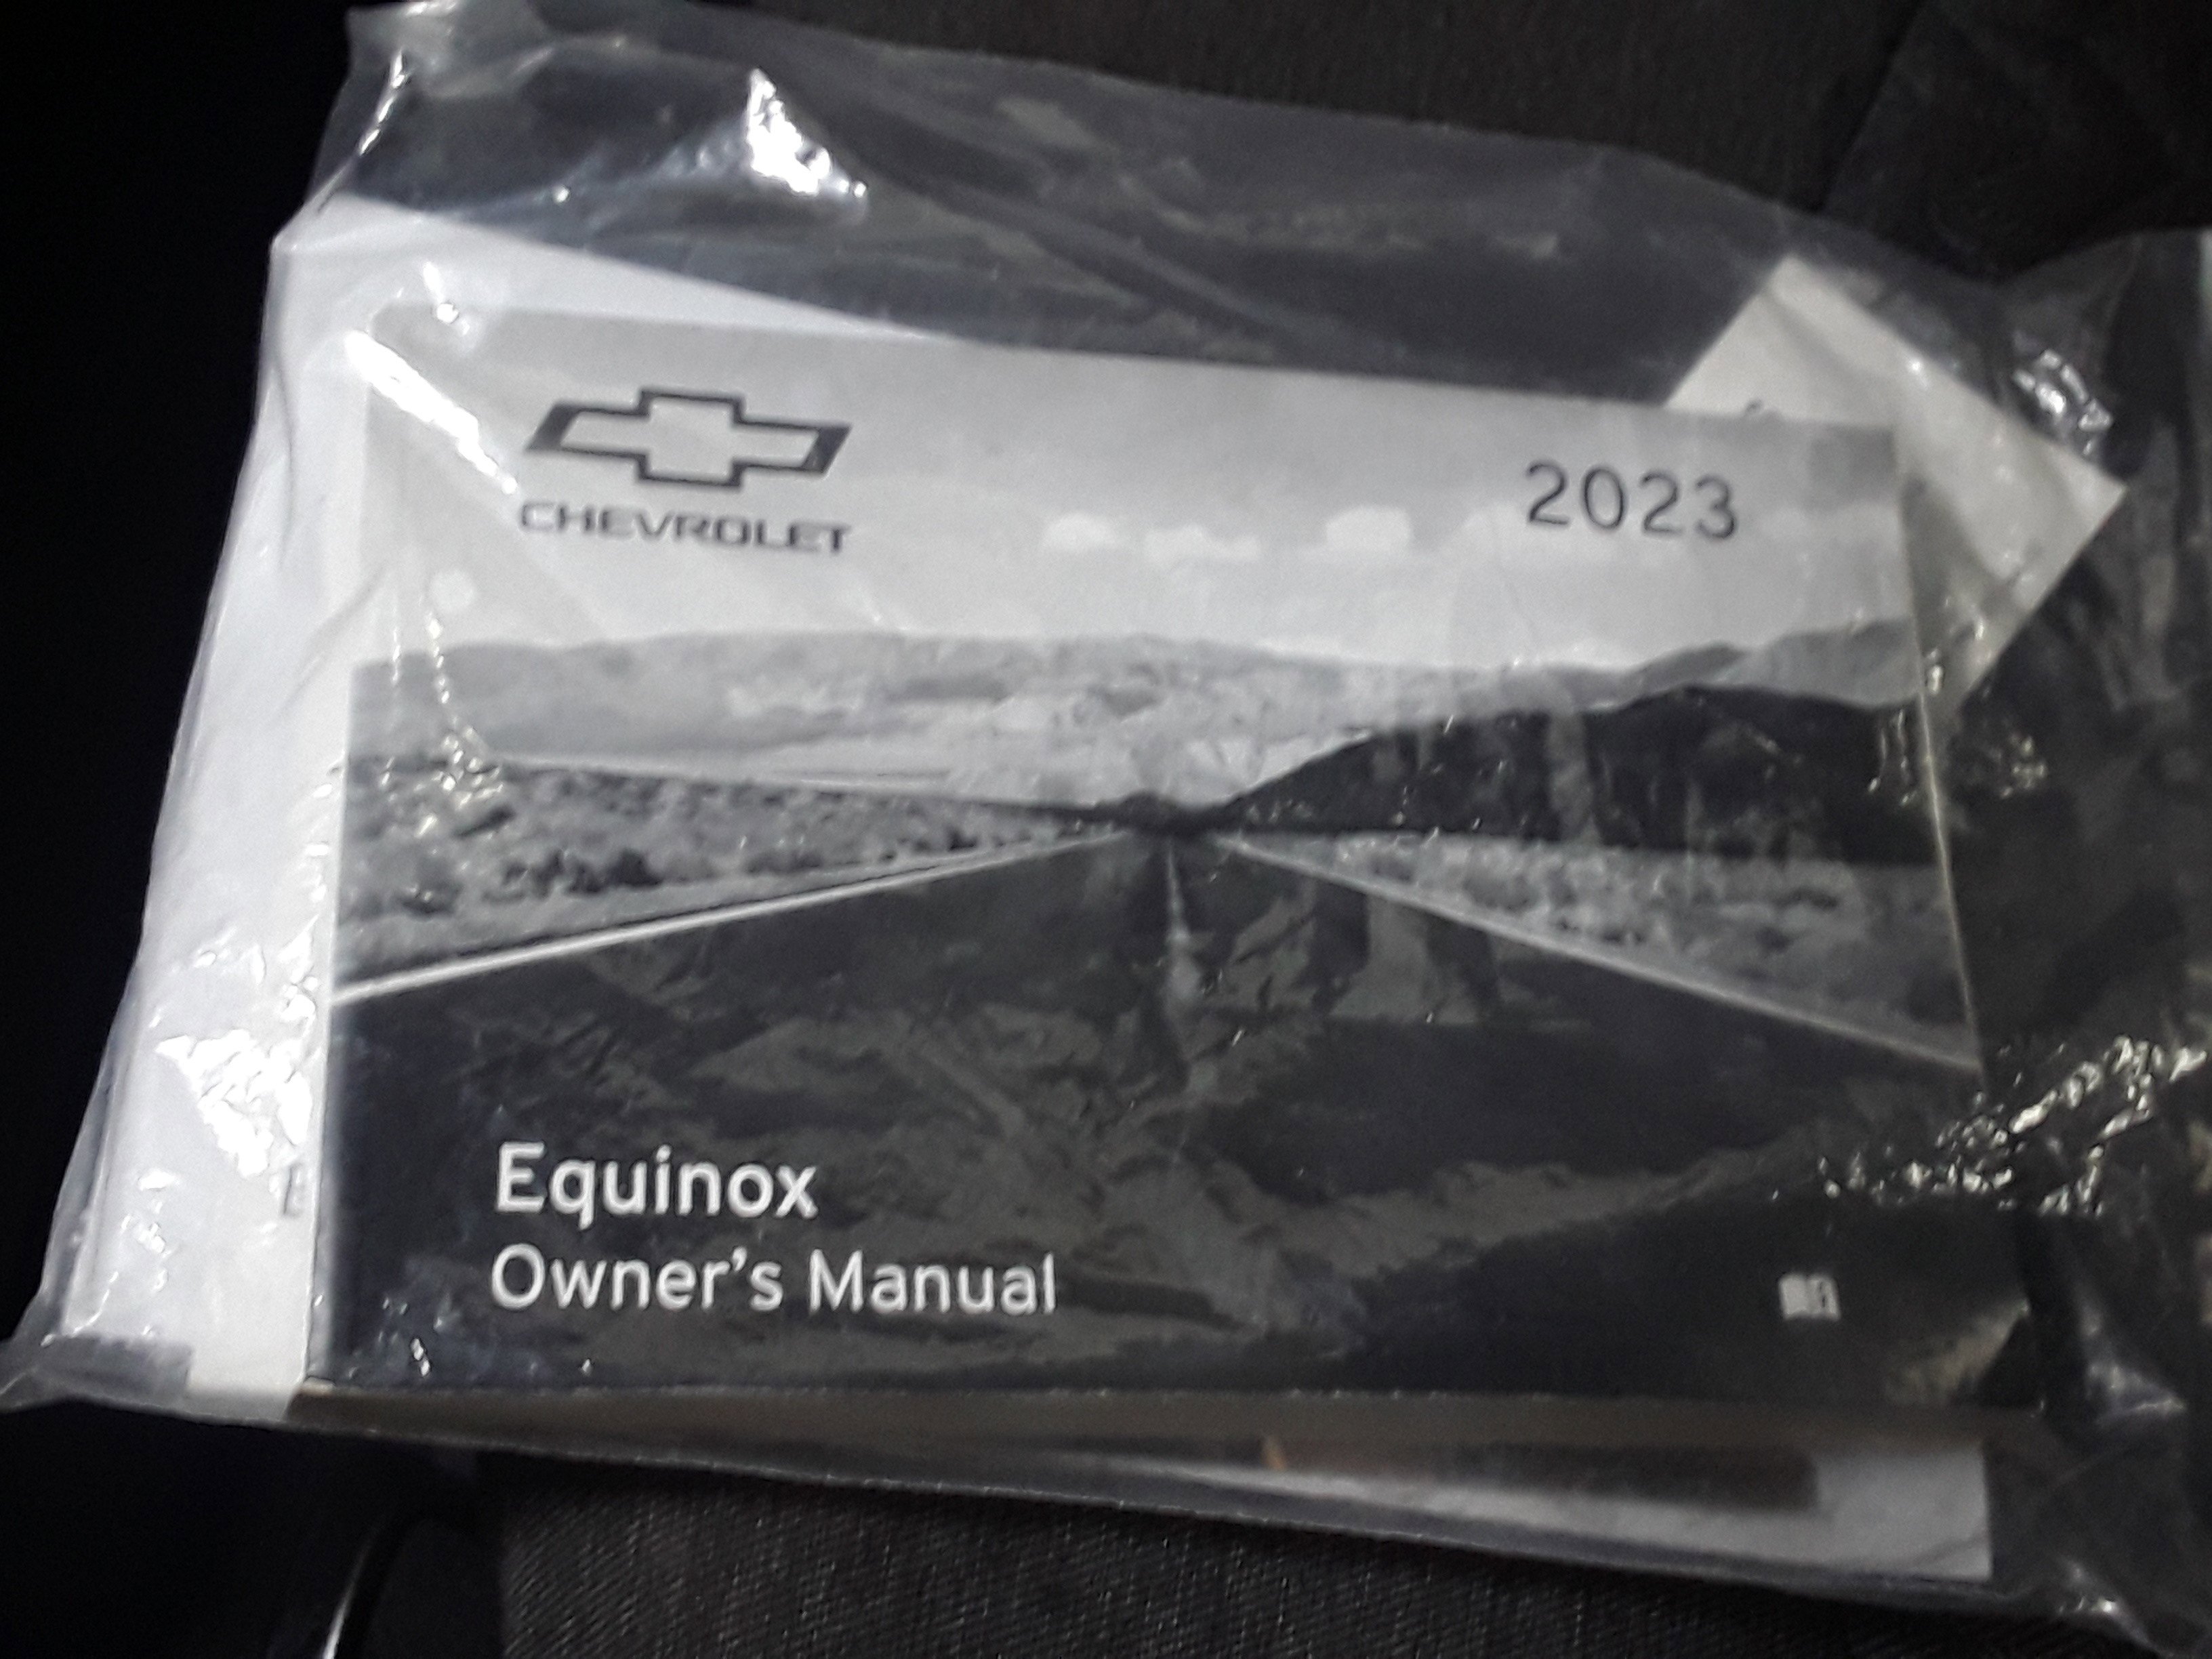 CHEVROLET
2023
Equinox
Owner's Manual